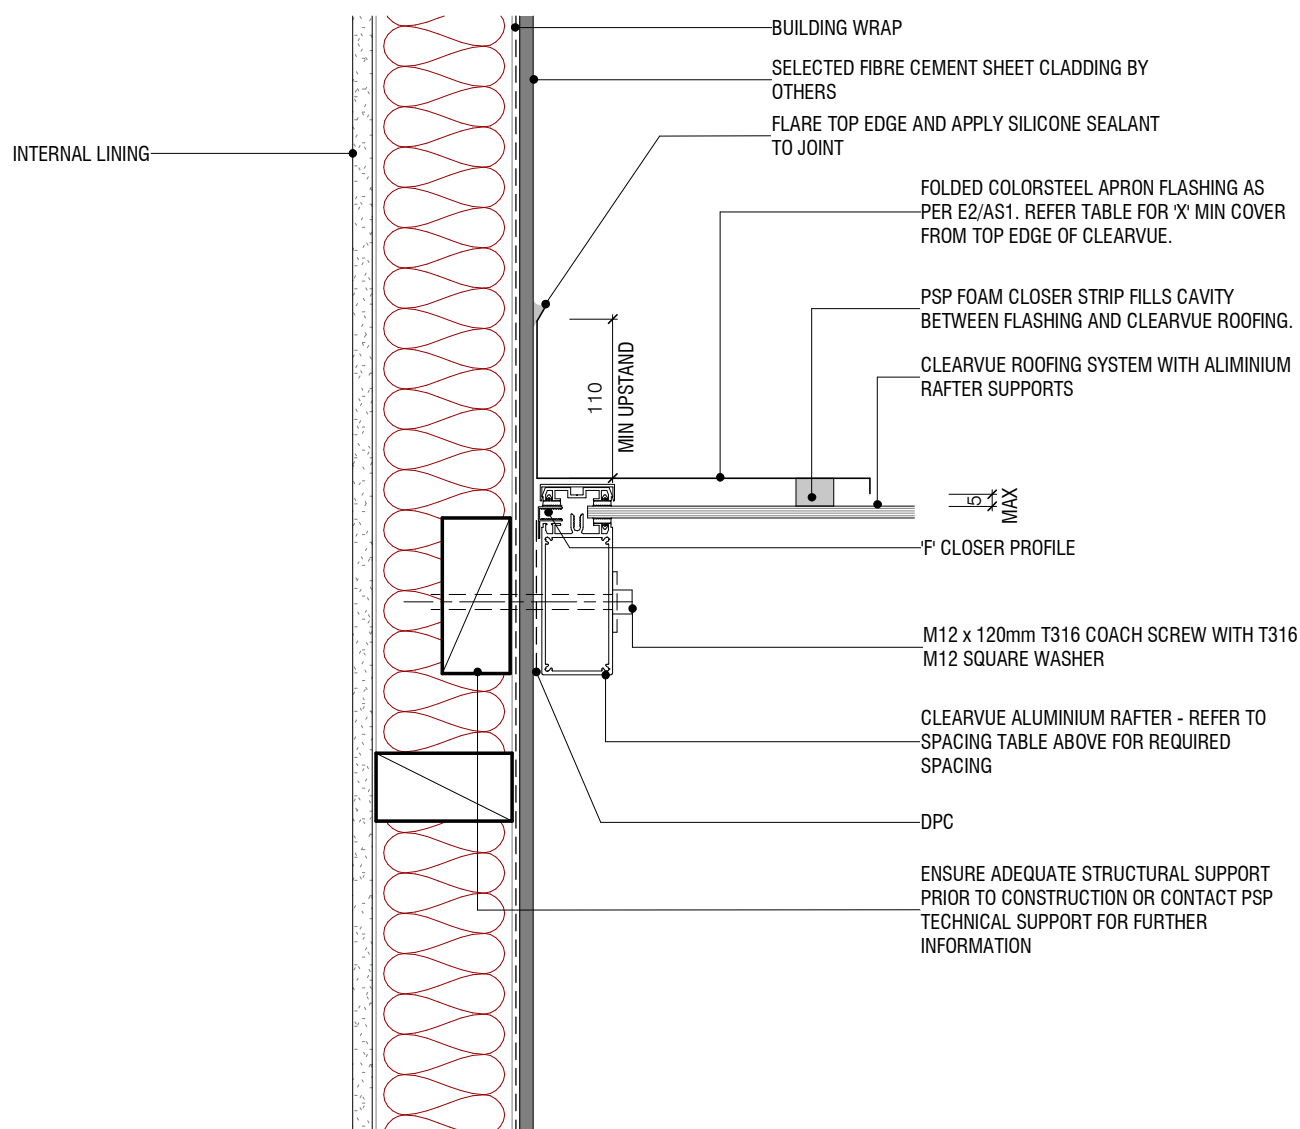 BUILDING WRAP
SELECTED FIBRE CEMENT SHEET CLADDING BY
OTHERS
FLARE TOP EDGE AND APPLY SILICONE SEALANT
TO JOINT
INTERNAL LINING
FOLDED COLORSTEEL APRON FLASHING AS
PER E2/AS1. REFER TABLE FOR 'X' MIN COVER
FROM TOP EDGE OF CLEARVUE.
PSP FOAM CLOSER STRIP FILLS CAVITY
BETWEEN FLASHING AND CLEARVUE ROOFING.
CLEARVUE ROOFING SYSTEM WITH ALIMINIUM
RAFTER SUPPORTS
110
MIN UPSTAND
5
MAX
'F' CLOSER PROFILE
M12 x 120mm T316 COACH SCREW WITH T316
M12 SQUARE WASHER
CLEARVUE ALUMINIUM RAFTER - REFER TO
SPACING TABLE ABOVE FOR REQUIRED
SPACING
DPC
ENSURE ADEQUATE STRUCTURAL SUPPORT
PRIOR TO CONSTRUCTION OR CONTACT PSP
TECHNICAL SUPPORT FOR FURTHER
INFORMATION